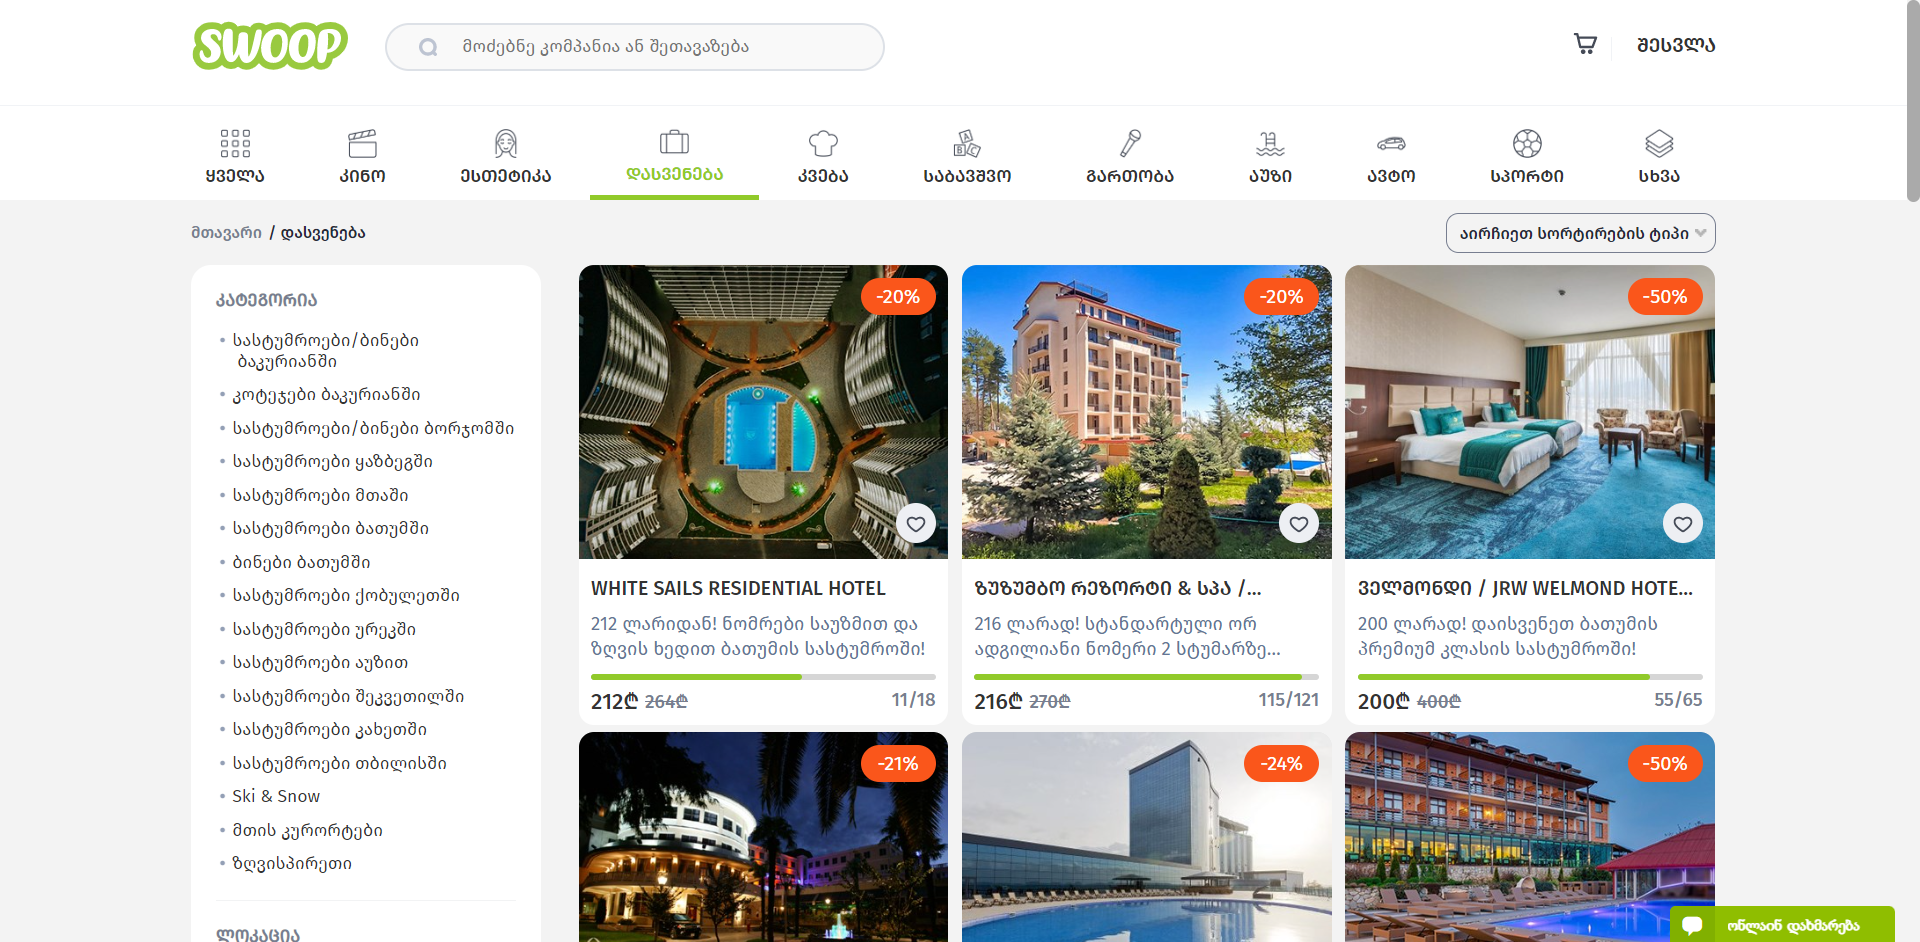 SWOOP
მოძებნე კომპანია ან შეთავაზება
შესვლა
ყველა
კინო
ესთეტიკა
დასვენება
კვება
საბავშვო
გართობა
აუზი
ავტო
სპორტი
სხვა
მთავარი / დასვენება
აირჩიეთ სორტირების ტიპი
კატეგორია
• სასტუმროები/ბინები
ბაკურიანში
• კოტეჯები ბაკურიანში
• სასტუმროები/ბინები ბორჯომში
• სასტუმროები ყაზბეგში
• სასტუმროები მთაში
• სასტუმროები ბათუმში
• ბინები ბათუმში
• სასტუმროები ქობულეთში
• სასტუმროები ურეკში
• სასტუმროები აუზით
• სასტუმროები შეკვეთილში
• სასტუმროები კახეთში
• სასტუმროები თბილისში
• Ski & Snow
• მთის კურორტები
• ზღვისპირეთი
ლოკაცია
-20%
WHITE SAILS RESIDENTIAL HOTEL
212 ლარიდან! ნომრები საუზმით და
ზღვის ხედით ბათუმის სასტუმროში!
212₾ 264₾ 11/18
-20%
ზუზუმბო რეზორტი & სპა /...
216 ლარად! სტანდარტული ორ
ადგილიანი ნომერი 2 სტუმარზე...
216₾ 270₾ 115/121
-50%
ველმონდი / JRW WELMOND HOTE...
200 ლარად! დაისვენეთ ბათუმის
პრემიუმ კლასის სასტუმროში!
200₾ 400₾ 55/65
-21%
-24%
-50%
ონლაინ დახმარება